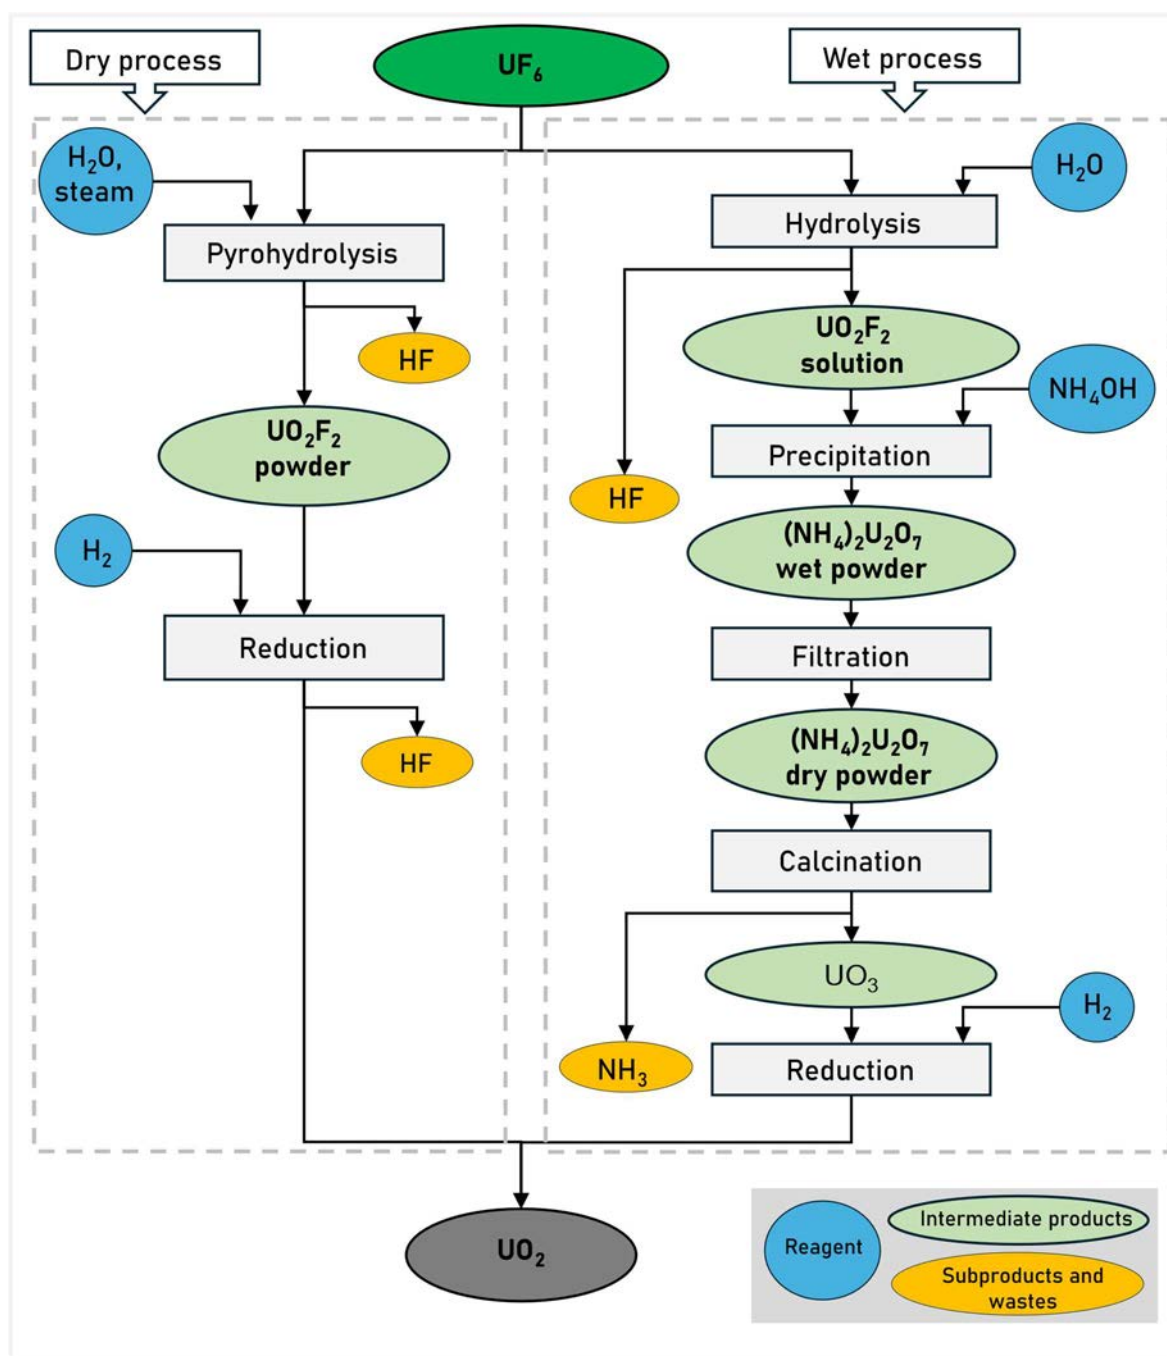 Dry process
UF₆
Wet process
H₂O,
steam
Pyrohydrolysis
HF
UO₂F₂
powder
H₂
Reduction
HF
H₂O
Hydrolysis
UO₂F₂
solution
NH₄OH
Precipitation
HF
(NH₄)₂U₂O₇
wet powder
Filtration
(NH₄)₂U₂O₇
dry powder
Calcination
UO₃
H₂
NH₃
Reduction
UO₂
Reagent
Intermediate products
Subproducts and
wastes